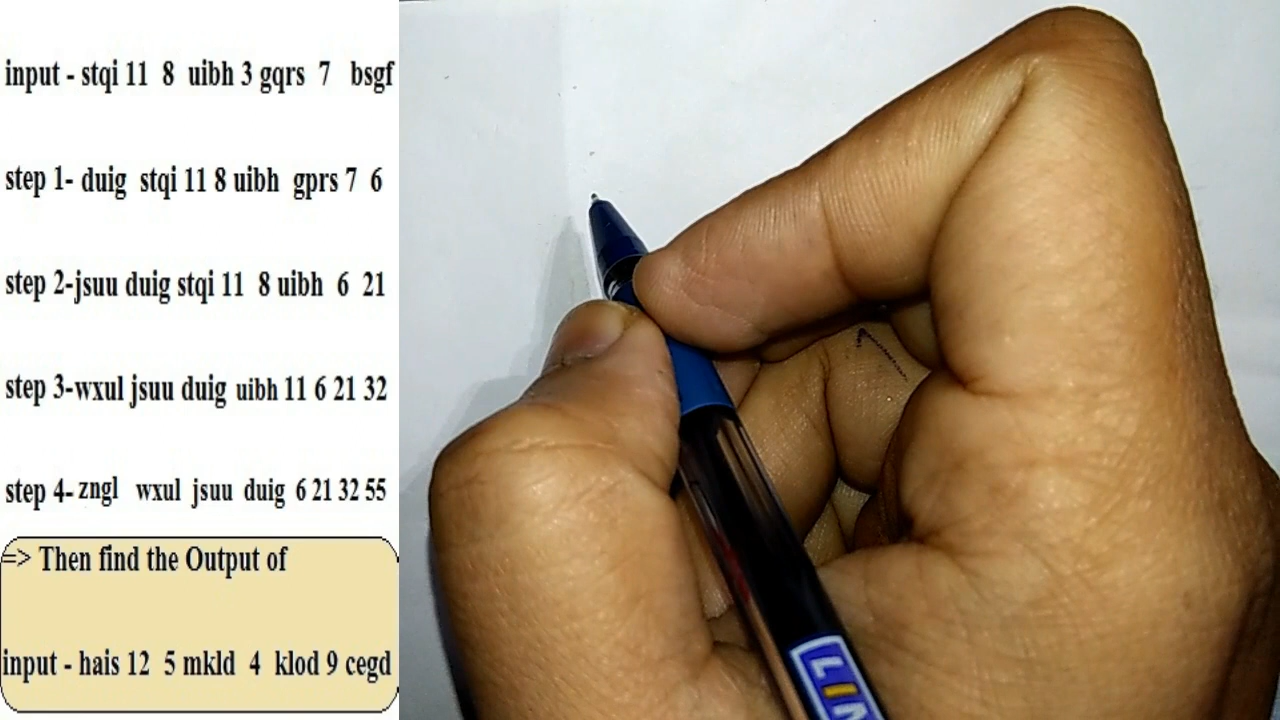 input - stqi 11 8 uibh 3 gqrs 7 bsgf
step 1- duig stqi 11 8 uibh gprs 7 6
step 2-jsuu duig stqi 11 8 uibh 6 21
step 3-wxul jsuu duig uibh 11 6 21 32
step 4- zngl wxul jsuu duig 6 21 32 55
=> Then find the Output of
input - hais 12 5 mkld 4 klod 9 cegd